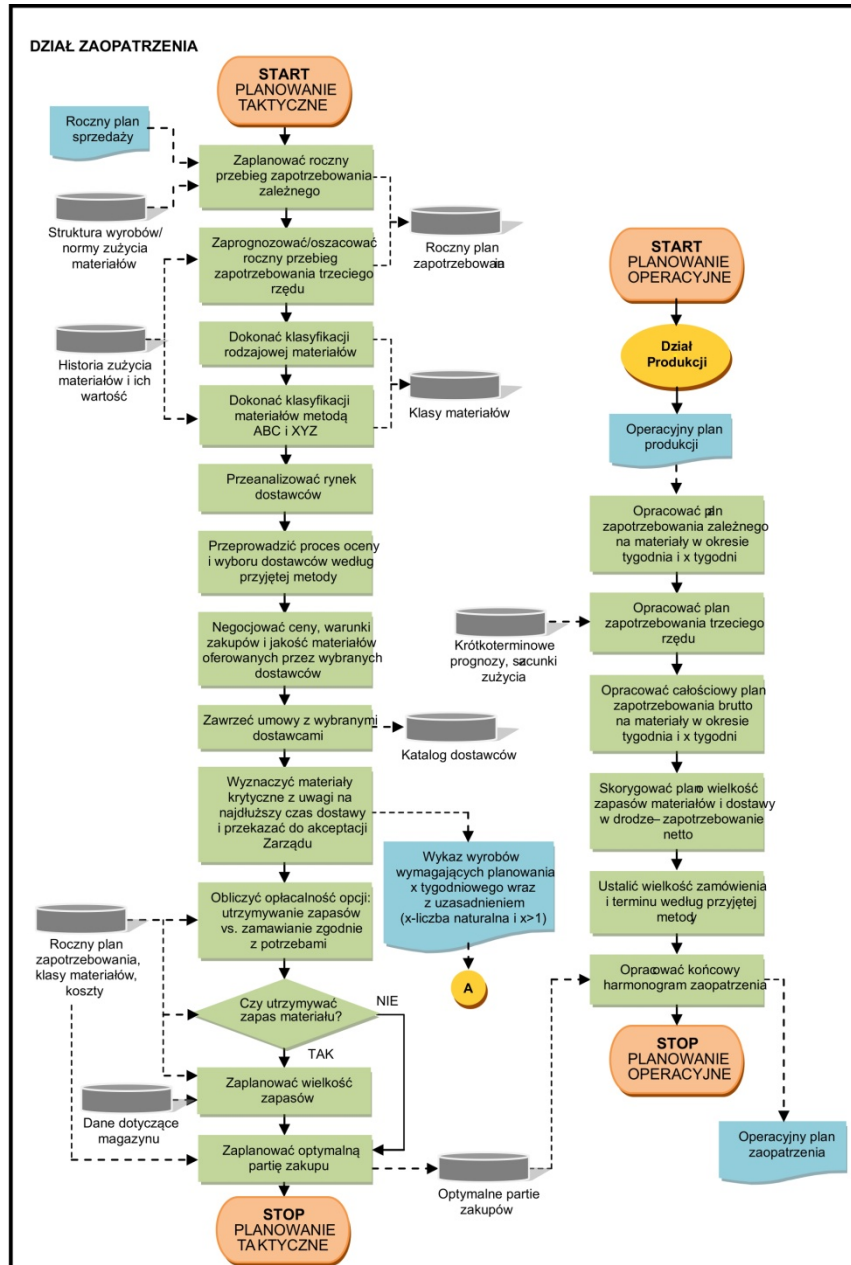 DZIAŁ ZAOPATRZENIA
START
PLANOWANIE
TAKTYCZNE
Roczny plan
sprzedaży
Zaplanować roczny
przebieg zapotrzebowania
zależnego
Struktura wyrobów/
normy zużycia
materiałów
Zaprognozować/oszacować
roczny przebieg
zapotrzebowania trzeciego
rzędu
Roczny plan
zapotrzebowania
Dokonać klasyfikacji
rodzajowej materiałów
Historia zużycia
materiałów i ich
wartość
Dokonać klasyfikacji
materiałów metodą
ABC i XYZ
Klasy materiałów
Przeanalizować rynek
dostawców
Przeprowadzić proces oceny
i wyboru dostawców według
przyjętej metody
Negocjować ceny, warunki
zakupów i jakość materiałów
oferowanych przez wybranych
dostawców
Zawrzeć umowy z wybranymi
dostawcami
Katalog dostawców
Wyznaczyć materiały
krytyczne z uwagi na
najdłuższy czas dostawy
i przekazać do akceptacji
Zarządu
Wykaz wyrobów
wymagających planowania
x tygodniowego wraz
z uzasadnieniem
(x-liczba naturalna i x>1)
A
Obliczyć opłacalność opcji:
utrzymywanie zapasów
vs. zamawianie zgodnie
z potrzebami
Roczny plan
zapotrzebowania,
klasy materiałów,
koszty
Czy utrzymywać
zapas materiału?
NIE
TAK
Zaplanować wielkość
zapasów
Dane dotyczące
magazynu
Zaplanować optymalną
partię zakupu
Optymalne partie
zakupów
STOP
PLANOWANIE
TAKTYCZNE
START
PLANOWANIE
OPERACYJNE
Dział
Produkcji
Operacyjny plan
produkcji
Opracować plan
zapotrzebowania zależnego
na materiały w okresie
tygodnia i x tygodni
Opracować plan
zapotrzebowania trzeciego
rzędu
Krótkoterminowe
prognozy, szacunki
zużycia
Opracować całościowy plan
zapotrzebowania brutto
na materiały w okresie
tygodnia i x tygodni
Skorygować plan o wielkość
zapasów materiałów i dostawy
w drodze – zapotrzebowanie
netto
Ustalić wielkość zamówienia
i terminu według przyjętej
metody
Opracować końcowy
harmonogram zaopatrzenia
STOP
PLANOWANIE
OPERACYJNE
Operacyjny plan
zaopatrzenia